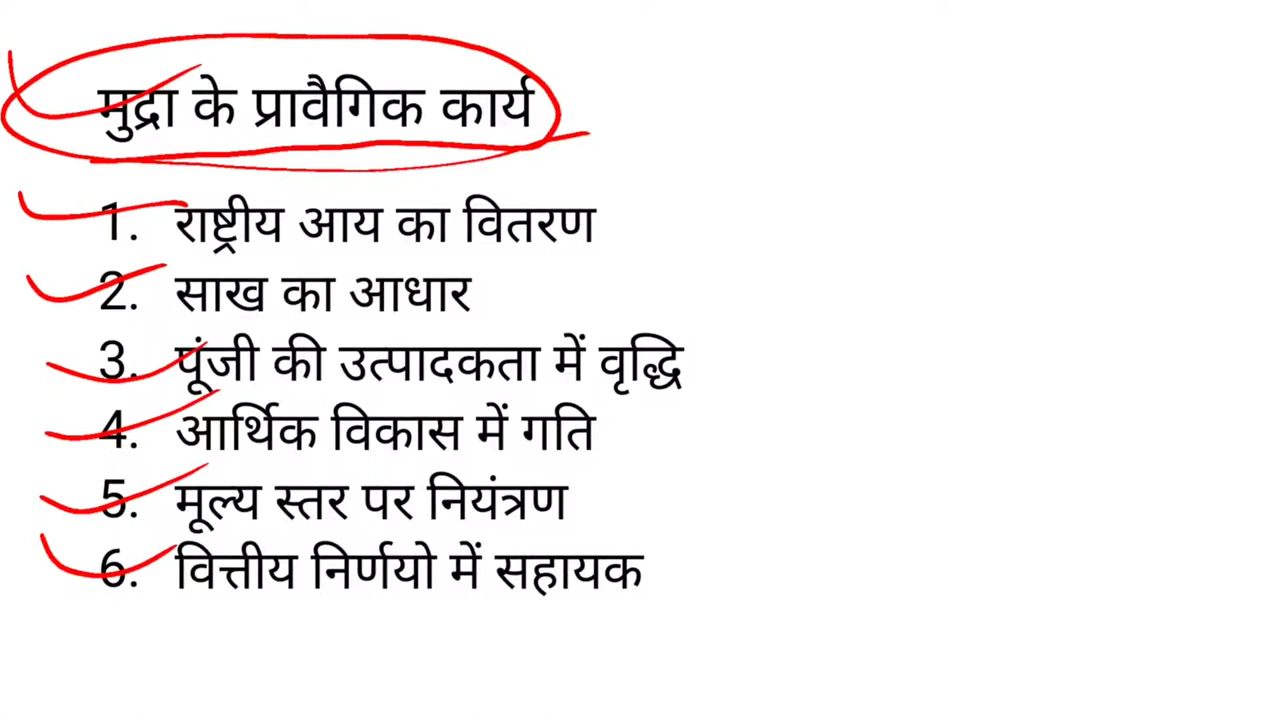 मुद्रा के प्रावैगिक कार्य
1. राष्ट्रीय आय का वितरण
2. साख का आधार
3. पूंजी की उत्पादकता में वृद्धि
4. आर्थिक विकास में गति
5. मूल्य स्तर पर नियंत्रण
6. वित्तीय निर्णयो में सहायक